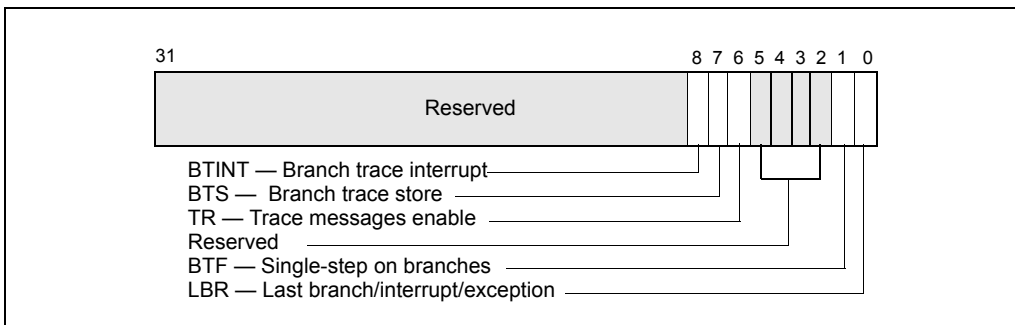 31 8 7 6 5 4 3 2 1 0
Reserved
BTINT — Branch trace interrupt
BTS — Branch trace store
TR — Trace messages enable
Reserved
BTF — Single-step on branches
LBR — Last branch/interrupt/exception